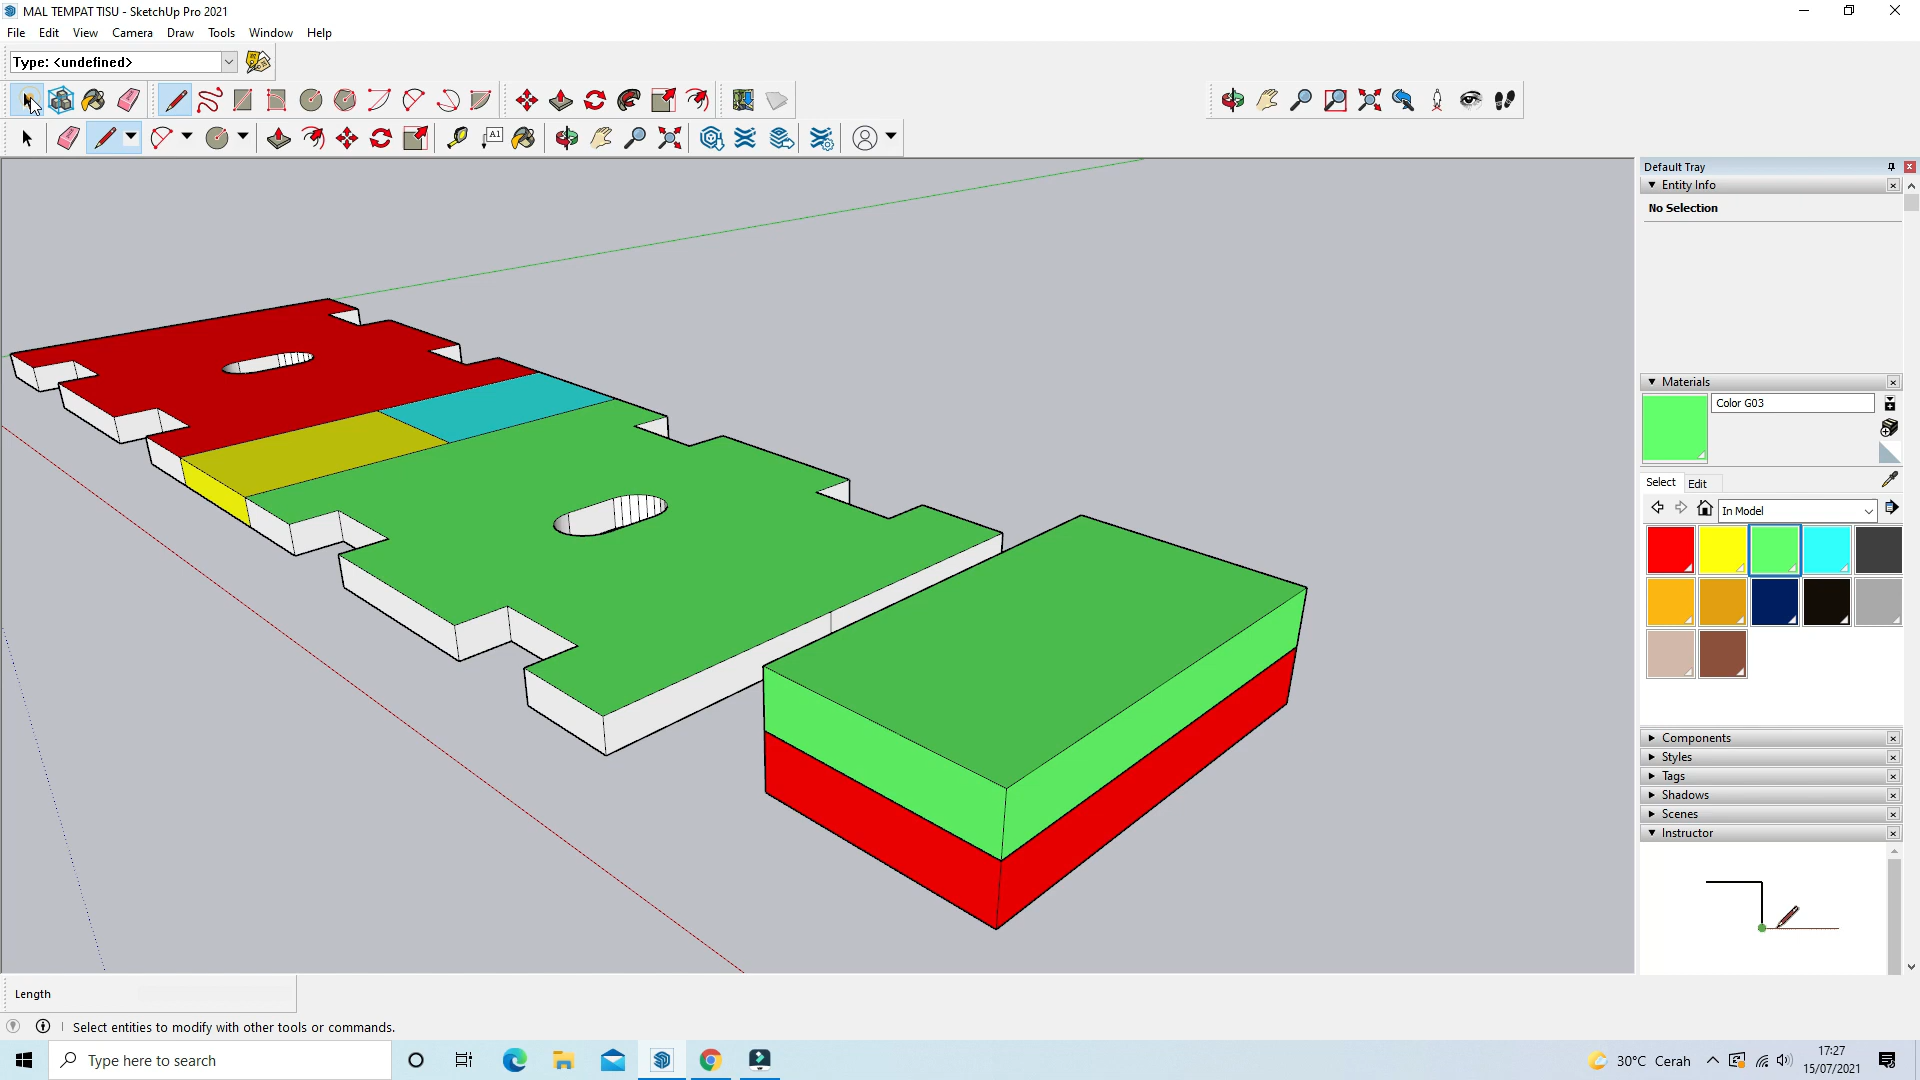 MAL TEMPAT TISU - SketchUp Pro 2021
File Edit View Camera Draw Tools Window Help
Type: <undefined>
A1
Default Tray
Entity Info
No Selection
Materials
Color G03
Select Edit
In Model
Components
Styles
Tags
Shadows
Scenes
Instructor
Length
Select entities to modify with other tools or commands.
Type here to search
30°C Cerah
17:27
15/07/2021